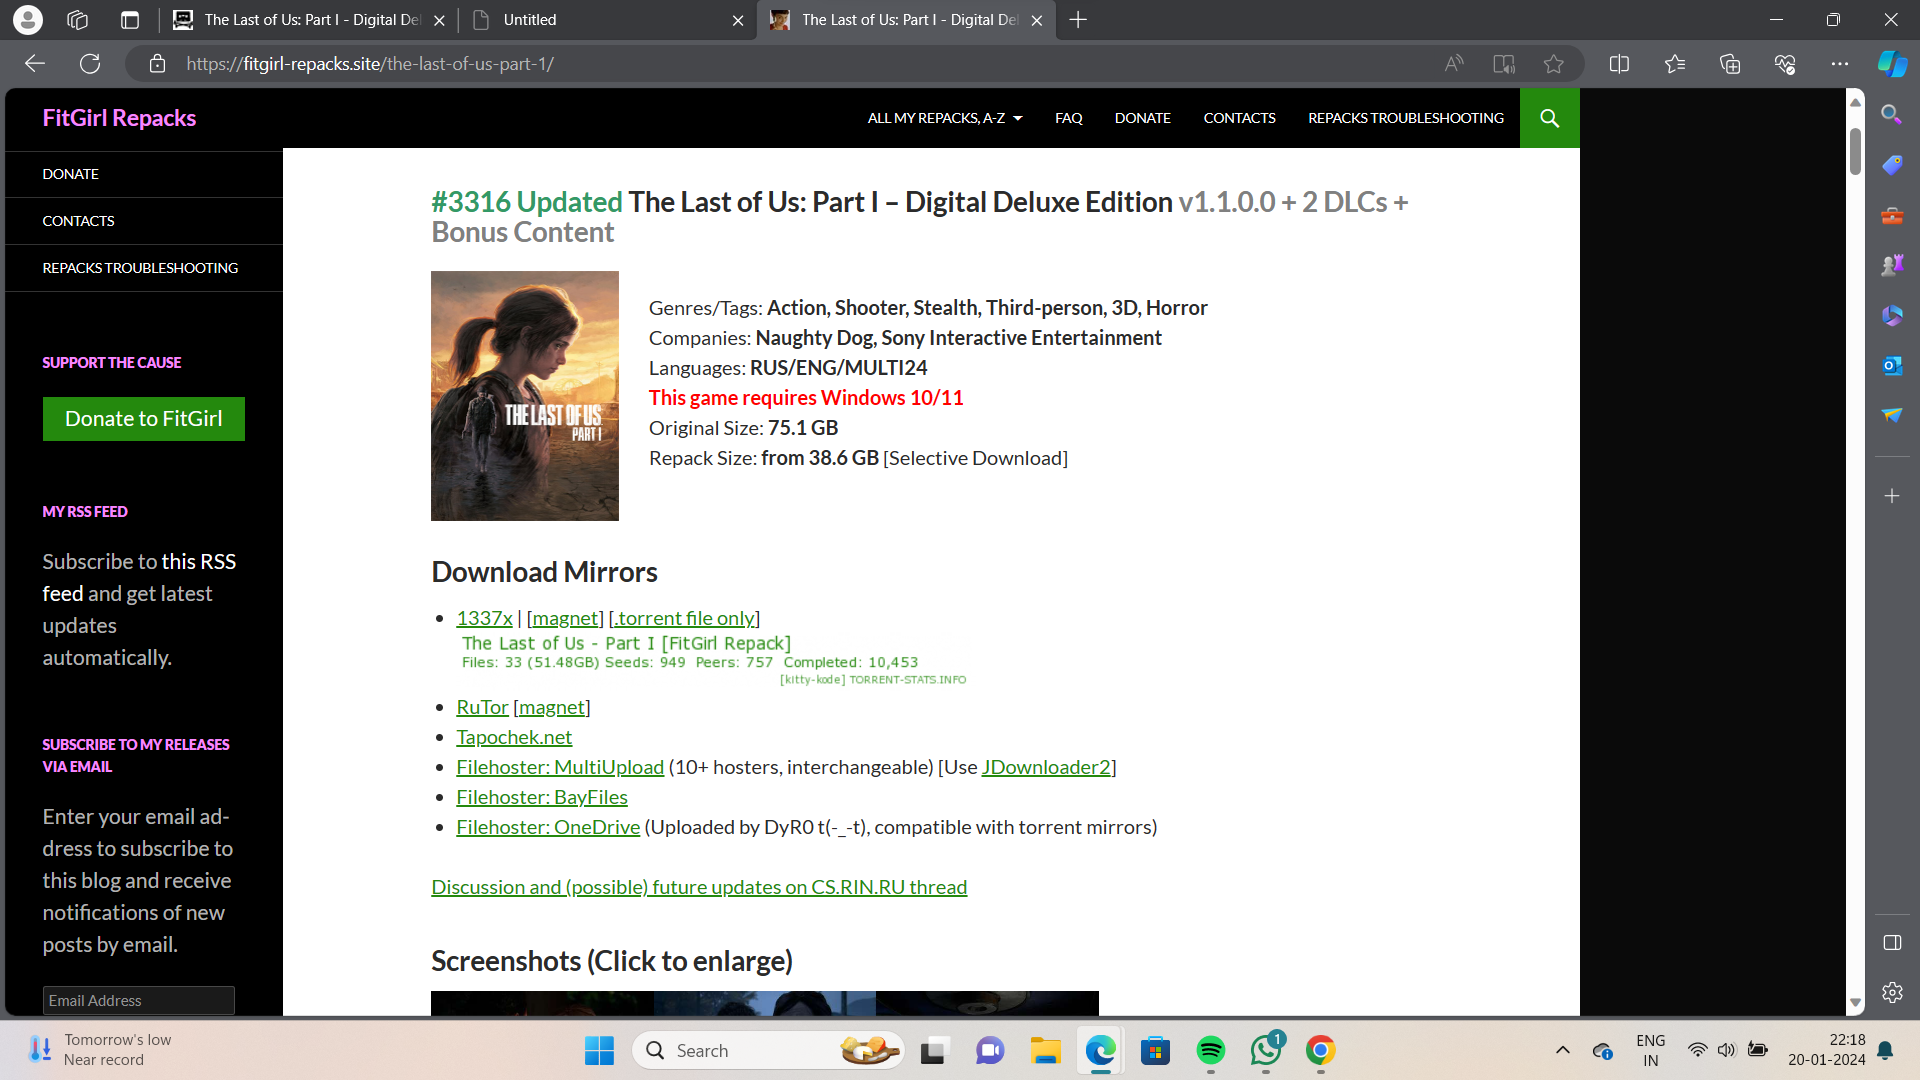 The Last of Us: Part I - Digital De
Untitled
The Last of Us: Part I - Digital De
https://fitgirl-repacks.site/the-last-of-us-part-1/
FitGirl Repacks
ALL MY REPACKS, A-Z
FAQ
DONATE
CONTACTS
REPACKS TROUBLESHOOTING
DONATE
CONTACTS
REPACKS TROUBLESHOOTING
SUPPORT THE CAUSE
Donate to FitGirl
MY RSS FEED
Subscribe to this RSS
feed and get latest
updates
automatically.
SUBSCRIBE TO MY RELEASES
VIA EMAIL
Enter your email ad-
dress to subscribe to
this blog and receive
notifications of new
posts by email.
Email Address
#3316 Updated The Last of Us: Part I – Digital Deluxe Edition v1.1.0.0 + 2 DLCs +
Bonus Content
THE LAST OF US
PART I
Genres/Tags: Action, Shooter, Stealth, Third-person, 3D, Horror
Companies: Naughty Dog, Sony Interactive Entertainment
Languages: RUS/ENG/MULTI24
This game requires Windows 10/11
Original Size: 75.1 GB
Repack Size: from 38.6 GB [Selective Download]
Download Mirrors
1337x | [magnet] [.torrent file only]
The Last of Us - Part I [FitGirl Repack]
Files: 33 (51.48GB) Seeds: 949 Peers: 757 Completed: 10,453
[kitty-kode] TORRENT-STATS.INFO
RuTor [magnet]
Tapochek.net
Filehoster: MultiUpload (10+ hosters, interchangeable) [Use JDownloader2]
Filehoster: BayFiles
Filehoster: OneDrive (Uploaded by DyR0 t(-_-t), compatible with torrent mirrors)
Discussion and (possible) future updates on CS.RIN.RU thread
Screenshots (Click to enlarge)
Tomorrow's low
Near record
Search
1
ENG
IN
22:18
20-01-2024